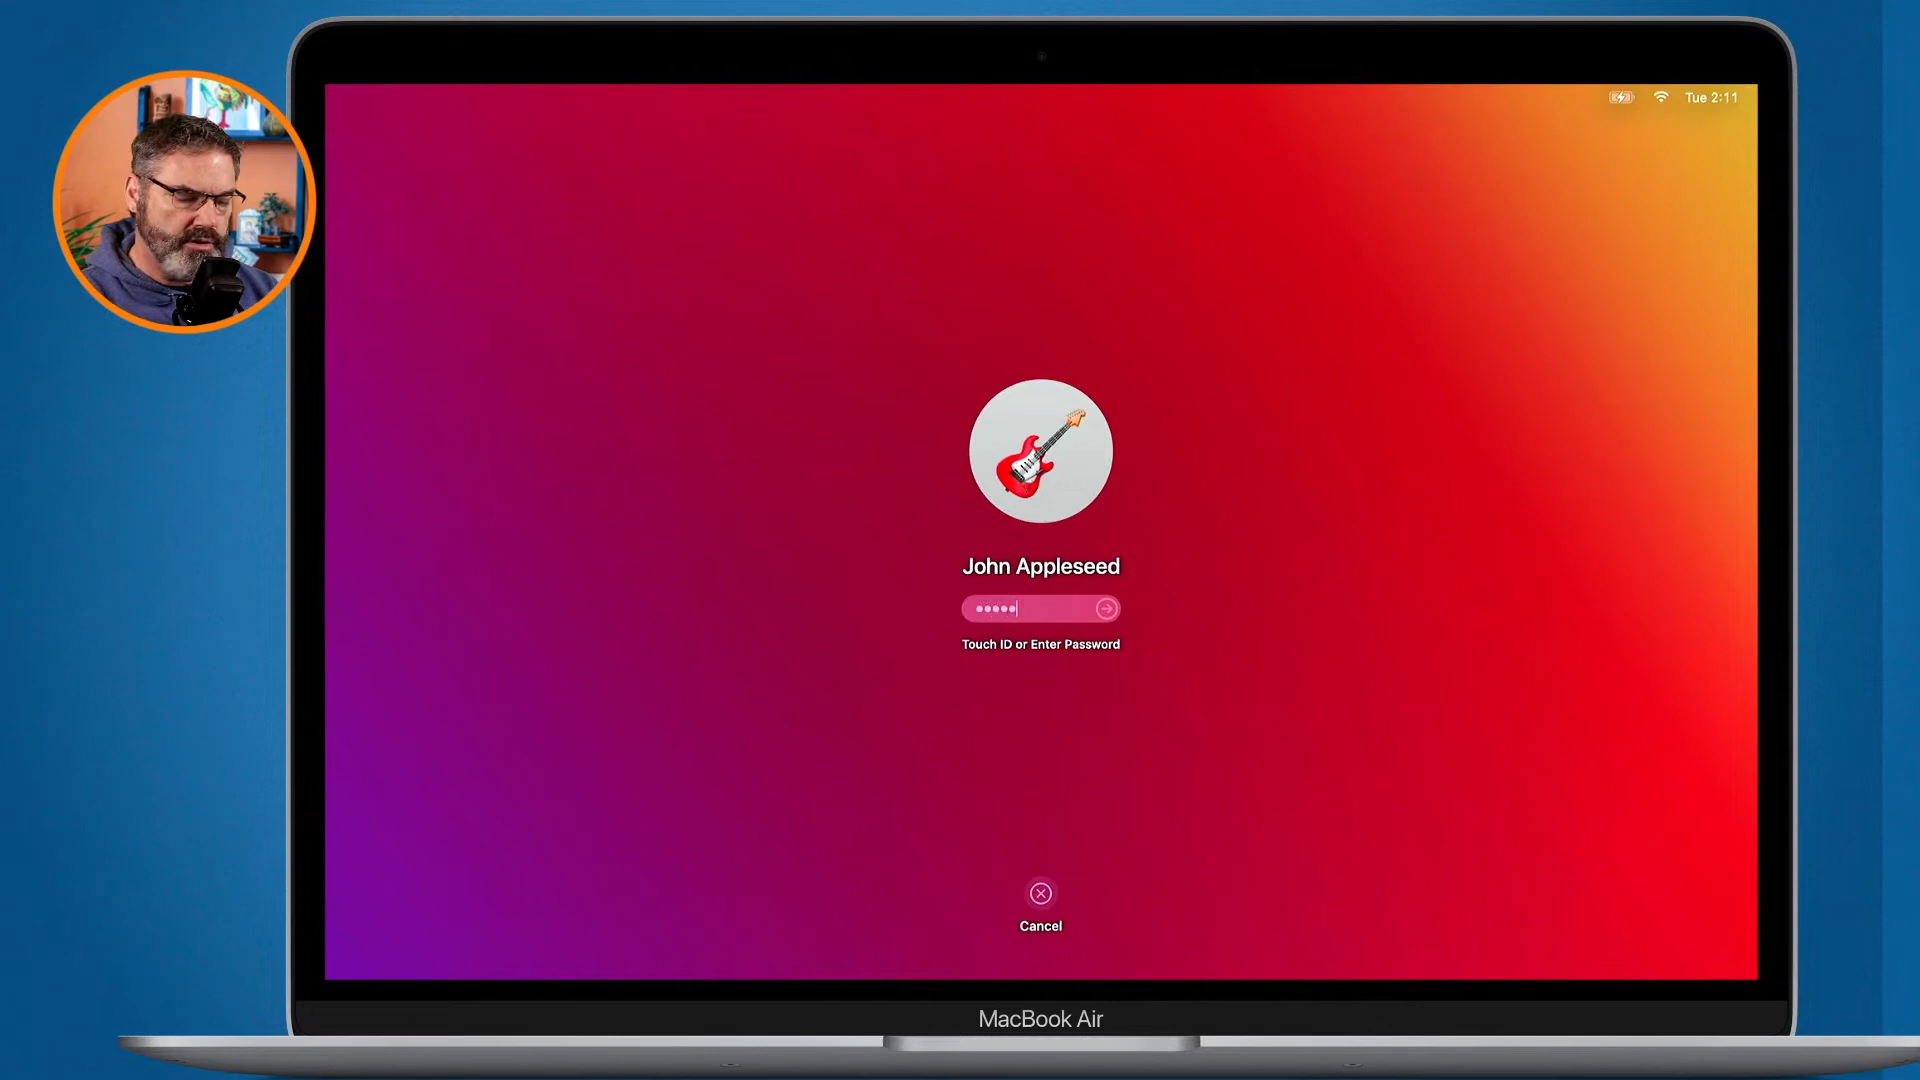 Tue 2:11
John Appleseed
Touch ID or Enter Password
Cancel
MacBook Air